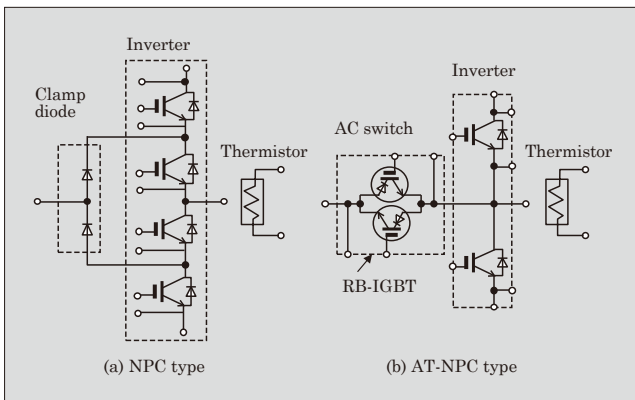 Inverter
Clamp
diode
Thermistor
(a) NPC type
Inverter
AC switch
Thermistor
RB-IGBT
(b) AT-NPC type